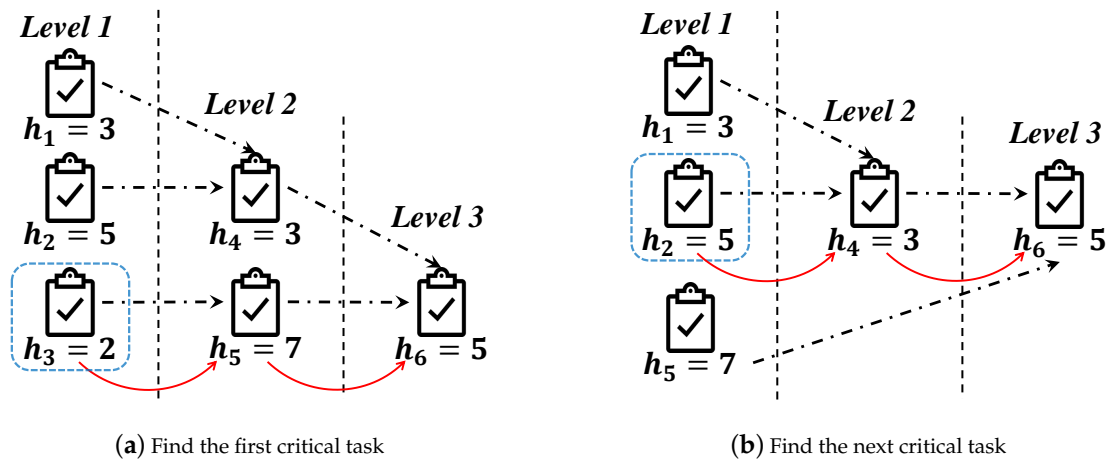 Level 1
h₁ = 3
Level 2
h₂ = 5
h₄ = 3
Level 3
h₃ = 2
h₅ = 7
h₆ = 5
(a) Find the first critical task
Level 1
h₁ = 3
Level 2
Level 3
h₂ = 5
h₄ = 3
h₆ = 5
h₅ = 7
(b) Find the next critical task